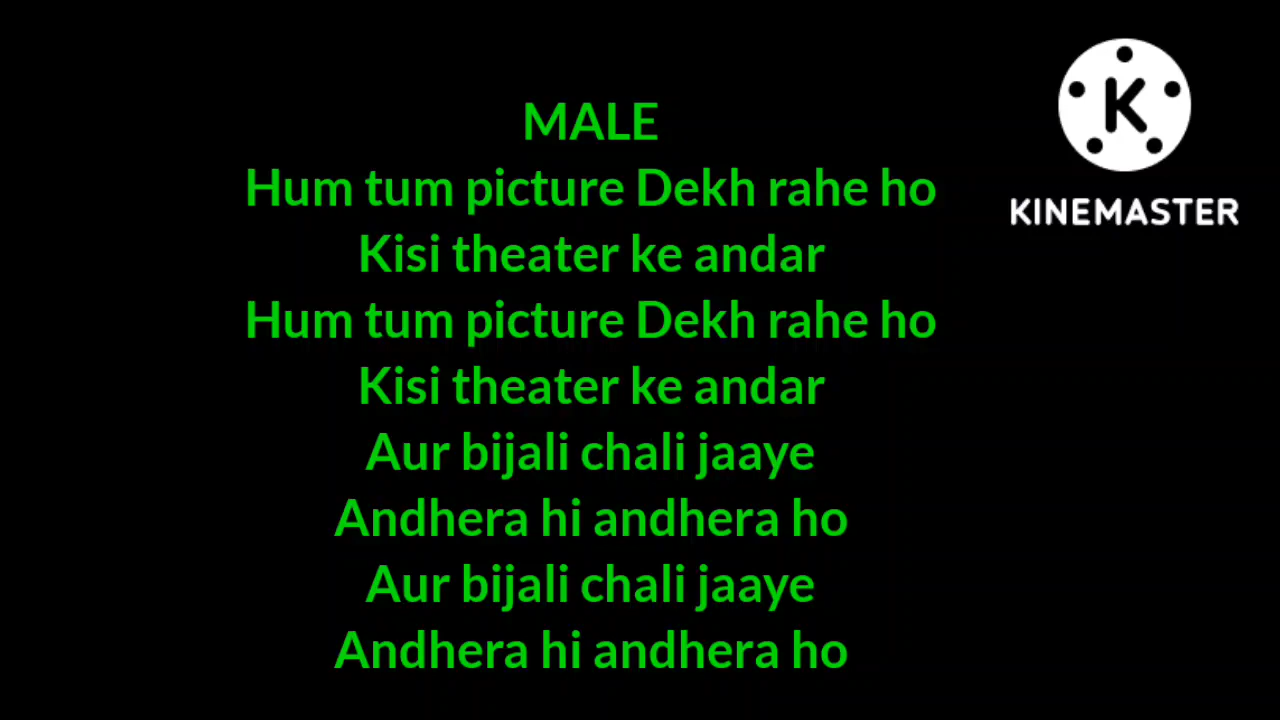 MALE
Hum tum picture Dekh rahe ho
Kisi theater ke andar
Hum tum picture Dekh rahe ho
Kisi theater ke andar
Aur bijali chali jaaye
Andhera hi andhera ho
Aur bijali chali jaaye
Andhera hi andhera ho
K
KINEMASTER